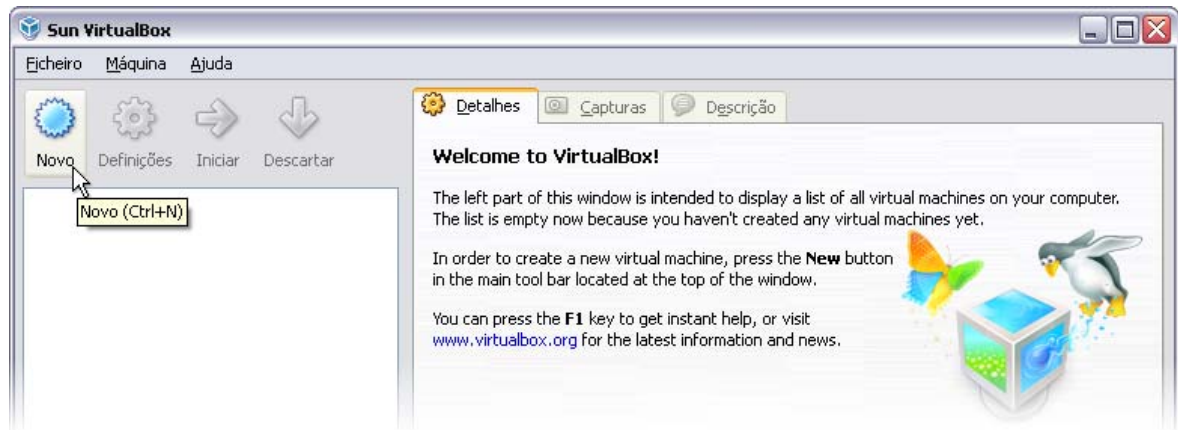 Sun VirtualBox
Ficheiro Máquina Ajuda
Novo Definições Iniciar Descartar
Novo (Ctrl+N)
Detalhes Capturas Descrição
Welcome to VirtualBox!
The left part of this window is intended to display a list of all virtual machines on your computer.
The list is empty now because you haven't created any virtual machines yet.
In order to create a new virtual machine, press the New button
in the main tool bar located at the top of the window.
You can press the F1 key to get instant help, or visit
www.virtualbox.org for the latest information and news.